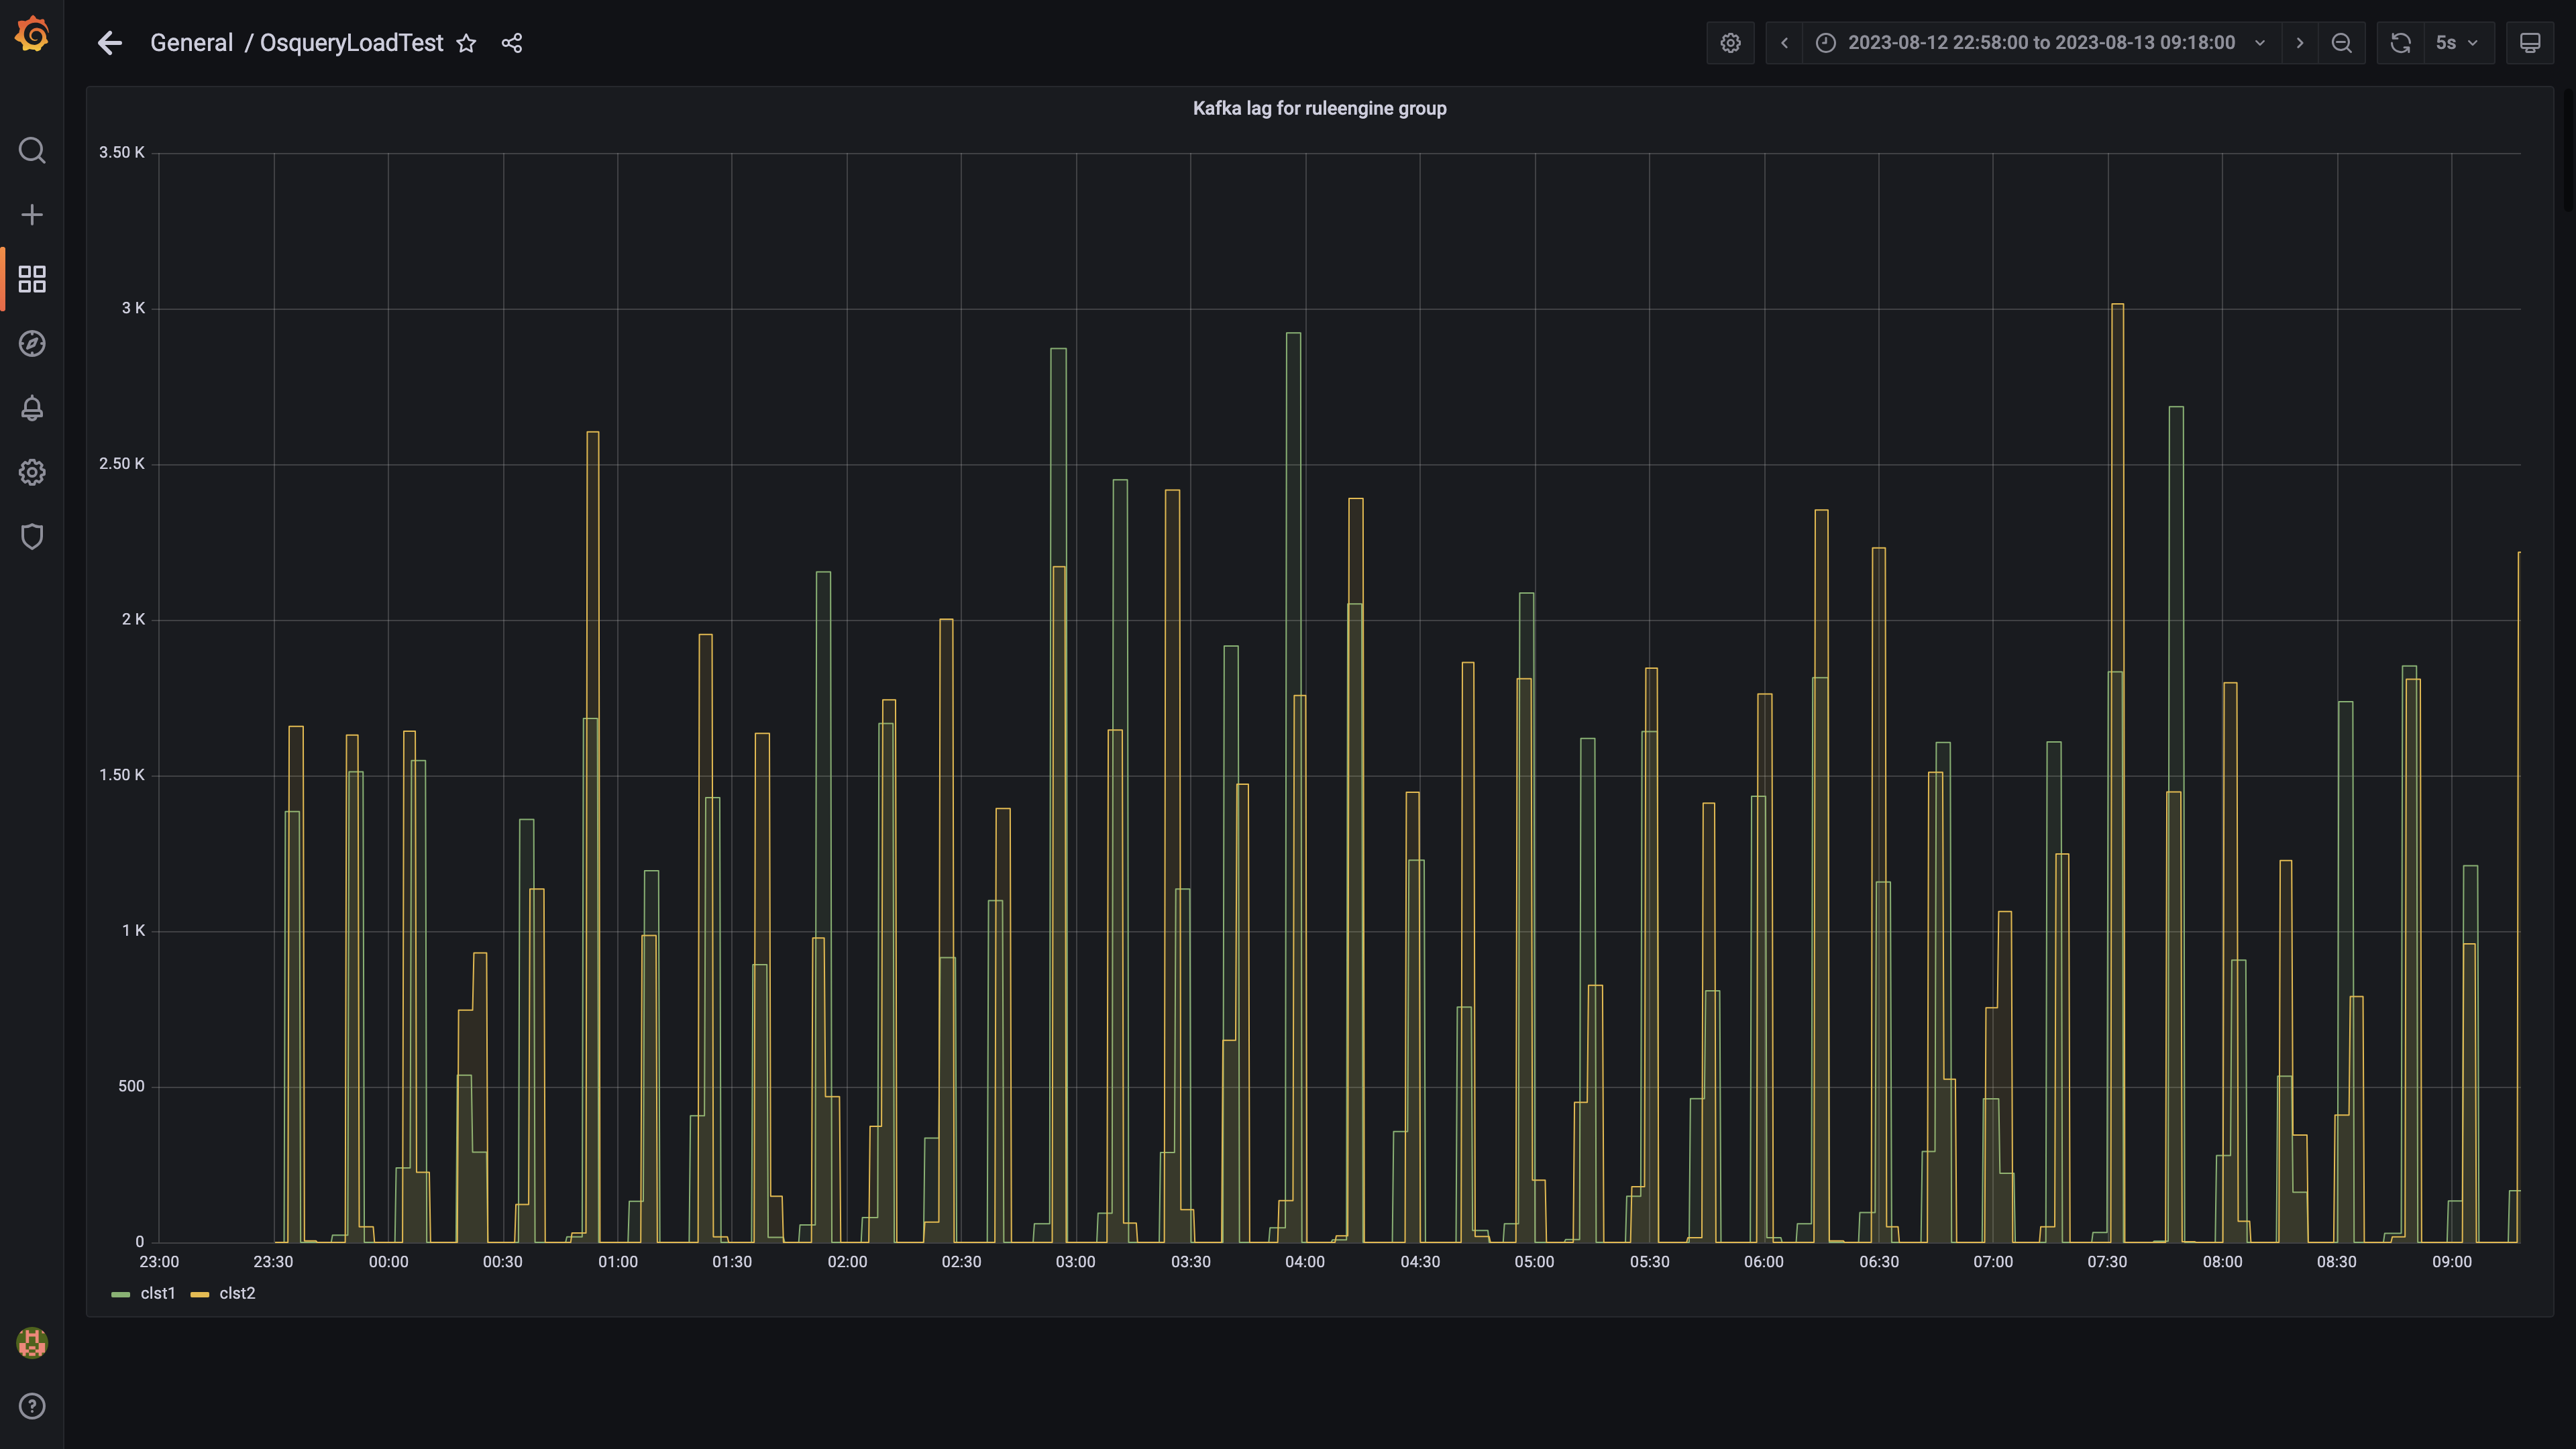 General / OsqueryLoadTest
2023-08-12 22:58:00 to 2023-08-13 09:18:00
5s
Kafka lag for ruleengine group
3.50 K
3 K
2.50 K
2 K
1.50 K
1 K
500
0
23:00 23:30 00:00 00:30 01:00 01:30 02:00 02:30 03:00 03:30 04:00 04:30 05:00 05:30 06:00 06:30 07:00 07:30 08:00 08:30 09:00
clst1 clst2